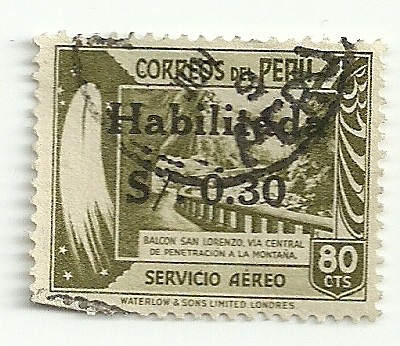 CORREOS DEL PERU
Habilitada
S/. 0.30
BALCON SAN LORENZO, VIA CENTRAL
DE PENETRACION A LA MONTAÑA.
80
CTS
SERVICIO AÉREO
WATERLOW & SONS LIMITED, LONDRES